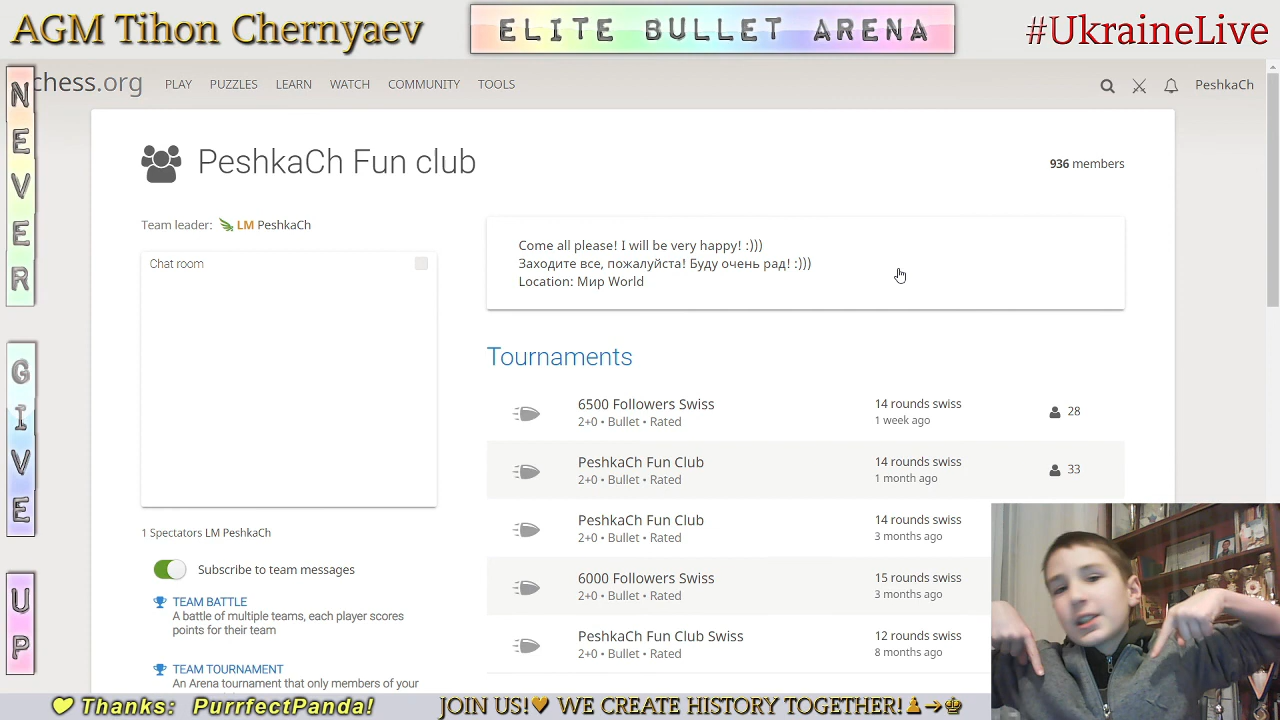 AGM Tihon Chernyaev
ELITE BULLET ARENA
#UkraineLive
NEVER
GIVE
UP
chess.org
PLAY PUZZLES LEARN WATCH COMMUNITY TOOLS
PeshkaCh
PeshkaCh Fun club
936 members
Team leader: LM PeshkaCh
Chat room
Come all please! I will be very happy! :)))
Заходите все, пожалуйста! Буду очень рад! :)))
Location: Мир World
Tournaments
6500 Followers Swiss 14 rounds swiss 28
2+0 • Bullet • Rated 1 week ago
PeshkaCh Fun Club 14 rounds swiss 33
2+0 • Bullet • Rated 1 month ago
PeshkaCh Fun Club 14 rounds swiss
2+0 • Bullet • Rated 3 months ago
6000 Followers Swiss 15 rounds swiss
2+0 • Bullet • Rated 3 months ago
PeshkaCh Fun Club Swiss 12 rounds swiss
2+0 • Bullet • Rated 8 months ago
1 Spectators LM PeshkaCh
Subscribe to team messages
TEAM BATTLE
A battle of multiple teams, each player scores
points for their team
TEAM TOURNAMENT
An Arena tournament that only members of your
Thanks: PurrfectPanda!
JOIN US! WE CREATE HISTORY TOGETHER!